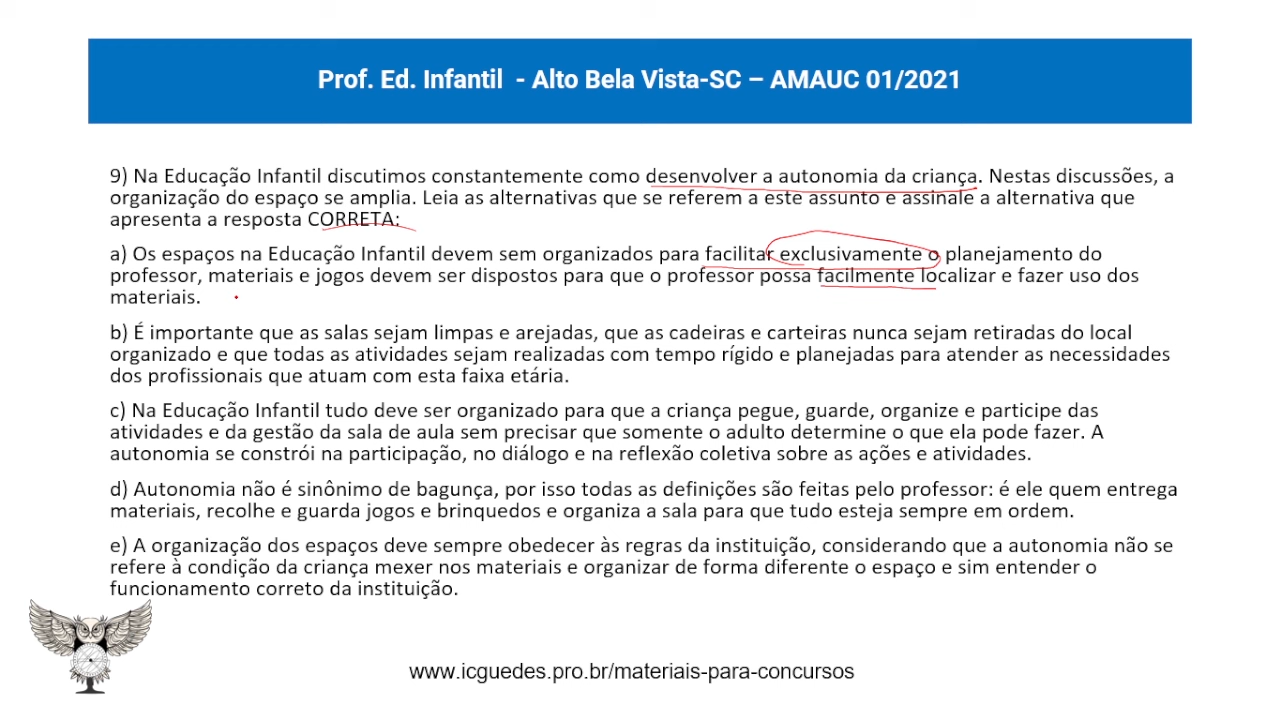 Prof. Ed. Infantil - Alto Bela Vista-SC – AMAUC 01/2021
9) Na Educação Infantil discutimos constantemente como desenvolver a autonomia da criança. Nestas discussões, a
organização do espaço se amplia. Leia as alternativas que se referem a este assunto e assinale a alternativa que
apresenta a resposta CORRETA:
a) Os espaços na Educação Infantil devem sem organizados para facilitar exclusivamente o planejamento do
professor, materiais e jogos devem ser dispostos para que o professor possa facilmente localizar e fazer uso dos
materiais.
b) É importante que as salas sejam limpas e arejadas, que as cadeiras e carteiras nunca sejam retiradas do local
organizado e que todas as atividades sejam realizadas com tempo rígido e planejadas para atender as necessidades
dos profissionais que atuam com esta faixa etária.
c) Na Educação Infantil tudo deve ser organizado para que a criança pegue, guarde, organize e participe das
atividades e da gestão da sala de aula sem precisar que somente o adulto determine o que ela pode fazer. A
autonomia se constrói na participação, no diálogo e na reflexão coletiva sobre as ações e atividades.
d) Autonomia não é sinônimo de bagunça, por isso todas as definições são feitas pelo professor: é ele quem entrega
materiais, recolhe e guarda jogos e brinquedos e organiza a sala para que tudo esteja sempre em ordem.
e) A organização dos espaços deve sempre obedecer às regras da instituição, considerando que a autonomia não se
refere à condição da criança mexer nos materiais e organizar de forma diferente o espaço e sim entender o
funcionamento correto da instituição.
www.icguedes.pro.br/materiais-para-concursos